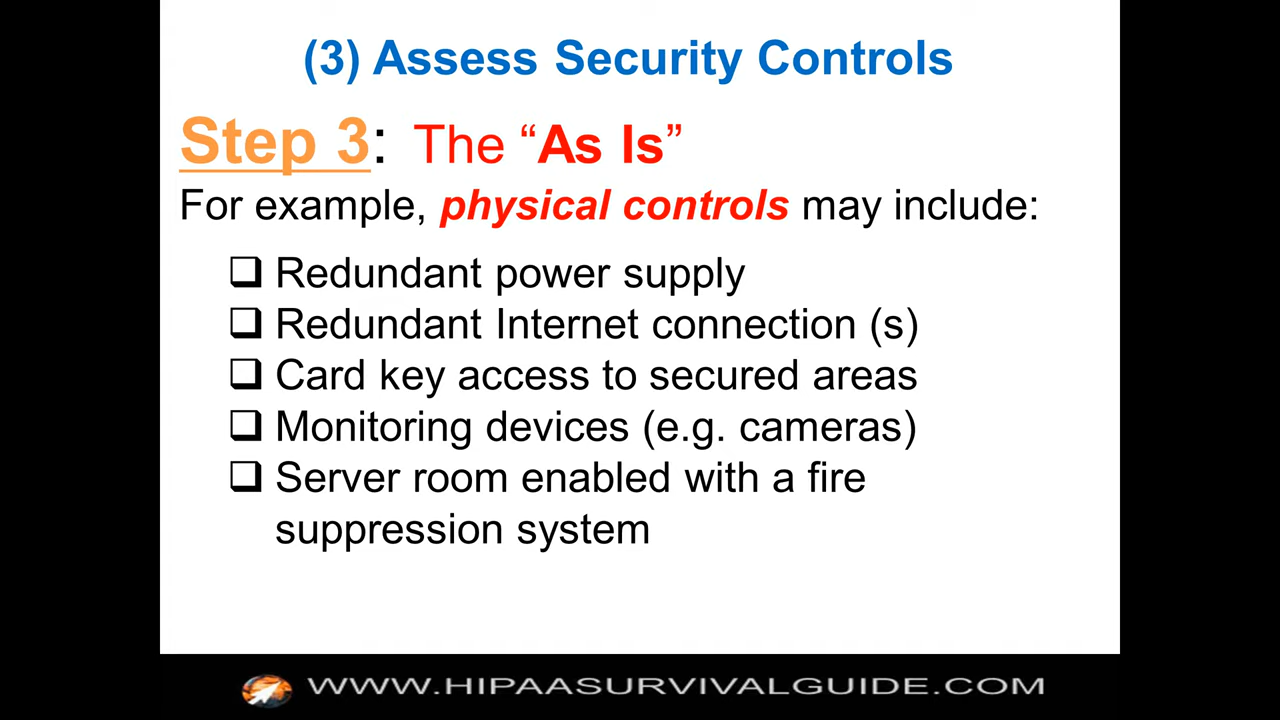 (3) Assess Security Controls
Step 3: The “As Is”
For example, physical controls may include:
Redundant power supply
Redundant Internet connection (s)
Card key access to secured areas
Monitoring devices (e.g. cameras)
Server room enabled with a fire
suppression system
WWW.HIPAASURVIVALGUIDE.COM